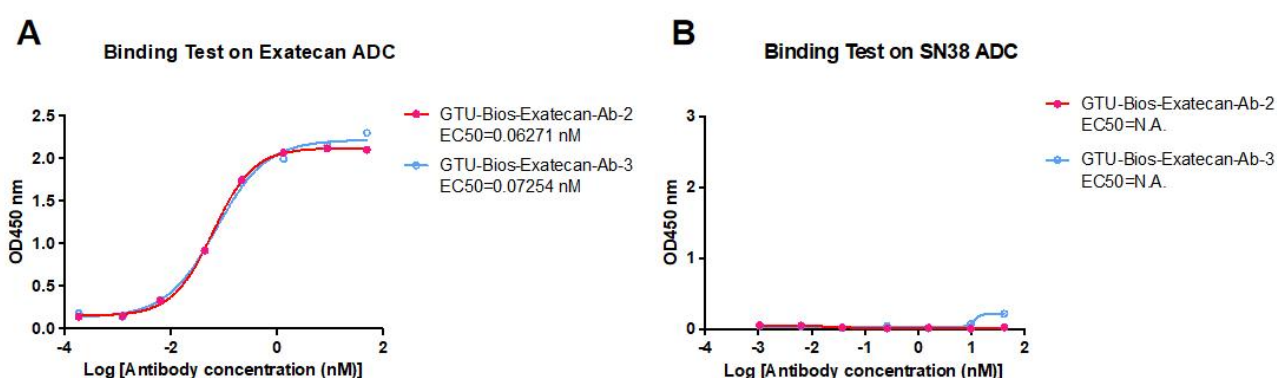 A
Binding Test on Exatecan ADC
OD450 nm
2.5
2.0
1.5
1.0
0.5
0.0
-4
-2
0
2
Log [Antibody concentration (nM)]
GTU-Bios-Exatecan-Ab-2
EC50=0.06271 nM
GTU-Bios-Exatecan-Ab-3
EC50=0.07254 nM
B
Binding Test on SN38 ADC
OD450 nm
3
2
1
0
-4
-3
-2
-1
0
1
2
Log [Antibody concentration (nM)]
GTU-Bios-Exatecan-Ab-2
EC50=N.A.
GTU-Bios-Exatecan-Ab-3
EC50=N.A.